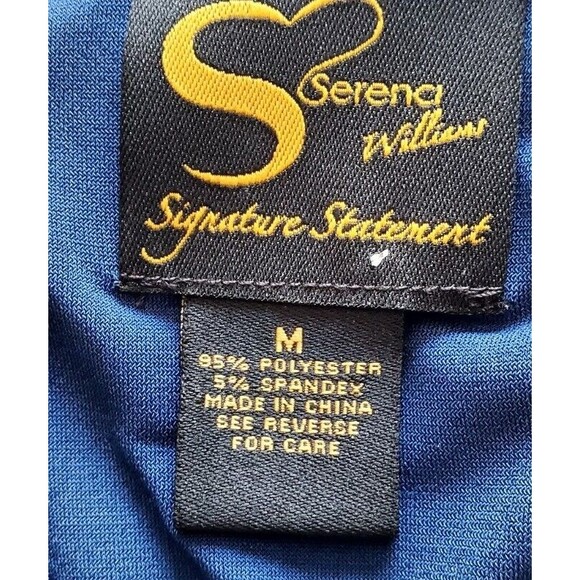 Serena
Williams
Signature Statement
M
95% POLYESTER
5% SPANDEX
MADE IN CHINA
SEE REVERSE
FOR CARE